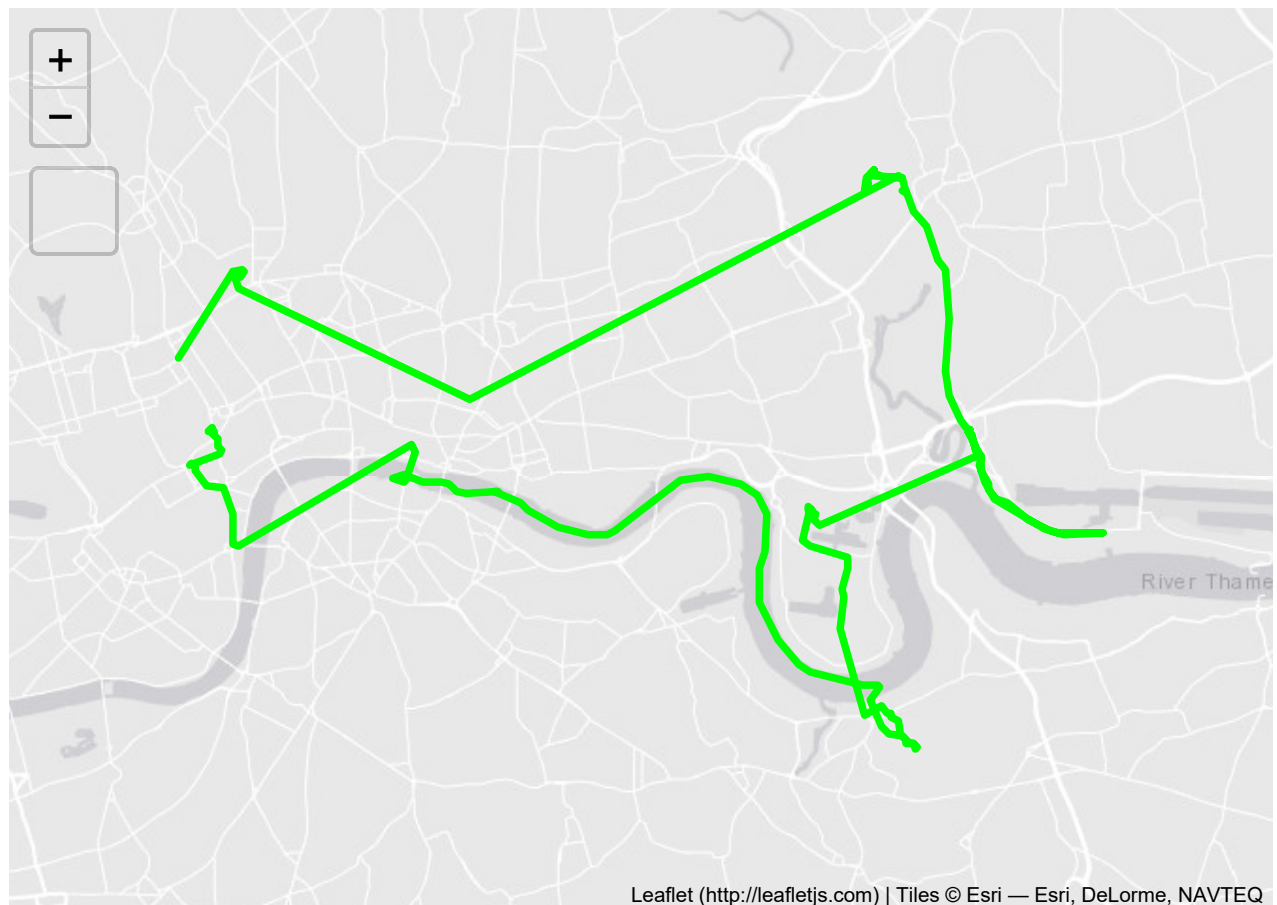 +
−
River Thame
Leaflet (http://leafletjs.com) | Tiles © Esri — Esri, DeLorme, NAVTEQ